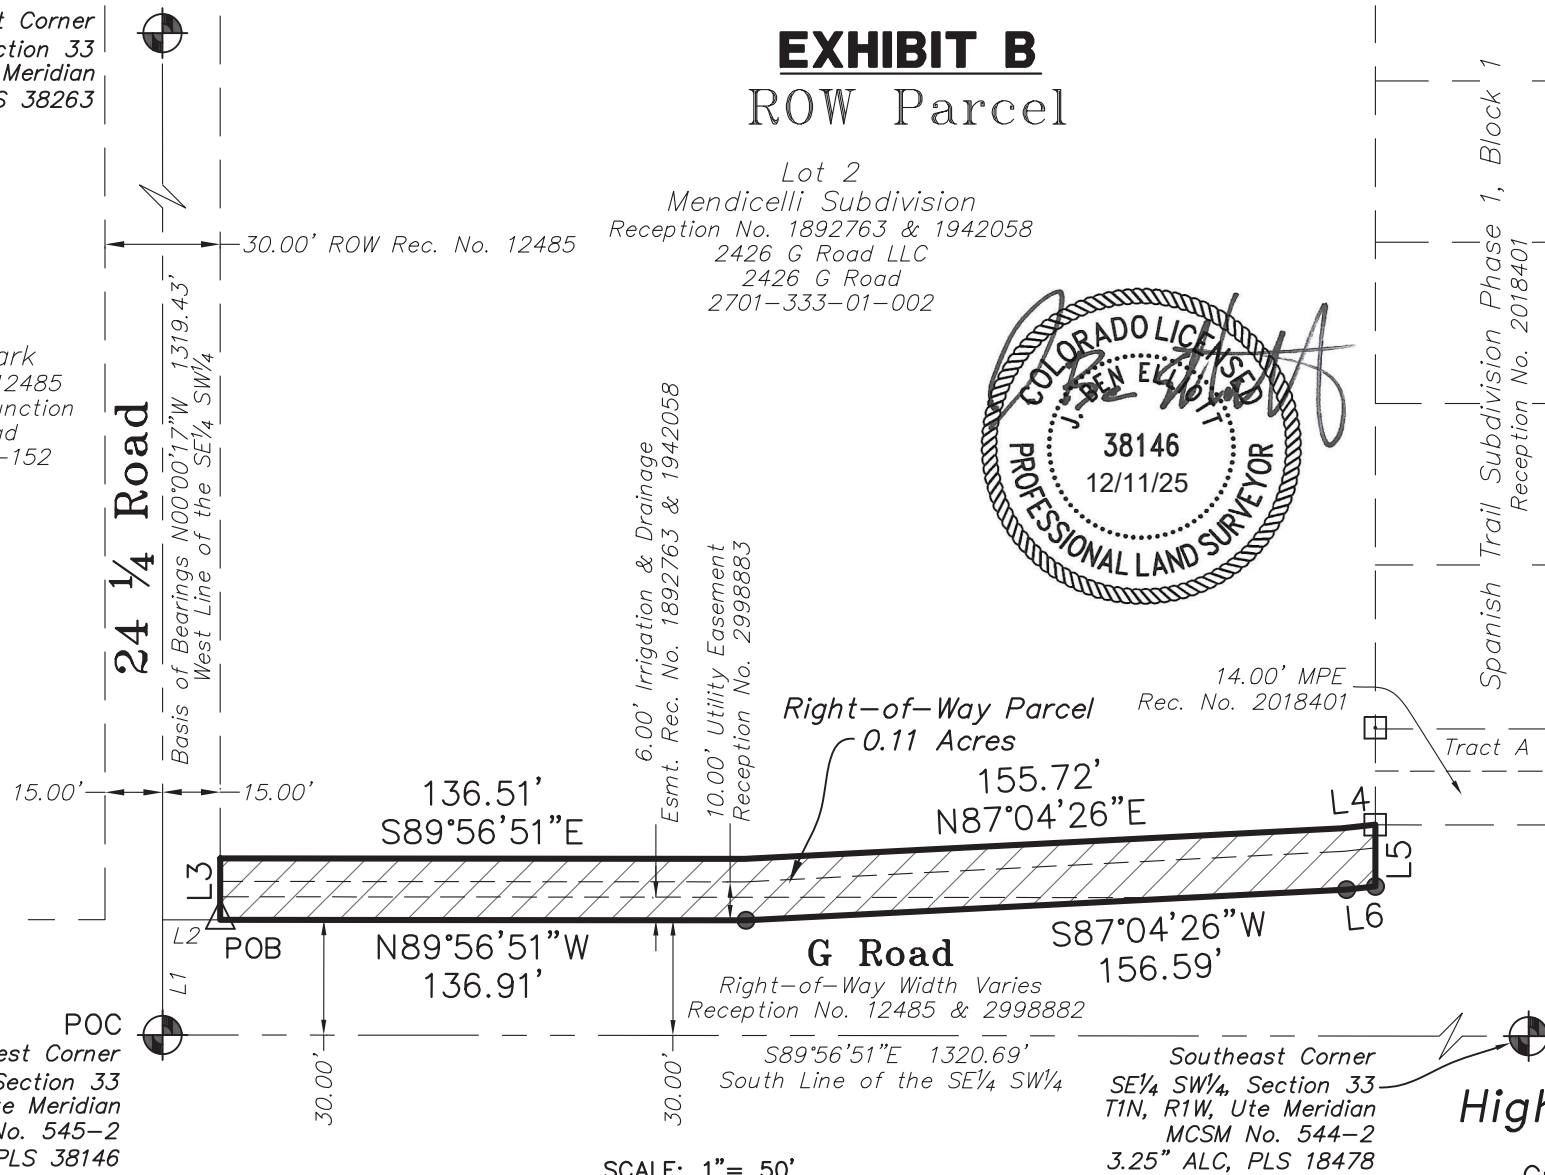 EXHIBIT B
ROW Parcel
t Corner
ction 33
Meridian
S 38263
Lot 2
Mendicelli Subdivision
Reception No. 1892763 & 1942058
2426 G Road LLC
2426 G Road
2701-333-01-002
30.00' ROW Rec. No. 12485
Spanish Trail Subdivision Phase 1, Block 1
Reception No. 2018401
COLORADO LICENSED
J. BEN ELLIOTT
38146
12/11/25
PROFESSIONAL LAND SURVEYOR
ark
12485
unction
ad
-152
24 ¼ Road
Basis of Bearings N00°00'17"W 1319.43'
West Line of the SE¼ SW¼
6.00' Irrigation & Drainage
Esmt. Rec. No. 1892763 & 1942058
10.00' Utility Easement
Reception No. 2998883
14.00' MPE
Rec. No. 2018401
Right-of-Way Parcel
0.11 Acres
Tract A
15.00'
15.00'
136.51'
S89°56'51"E
155.72'
N87°04'26"E
L4
L3
L5
L6
L2
POB
L1
N89°56'51"W
136.91'
G Road
Right-of-Way Width Varies
Reception No. 12485 & 2998882
S87°04'26"W
156.59'
POC
est Corner
Section 33
te Meridian
No. 545-2
PLS 38146
30.00'
30.00'
S89°56'51"E 1320.69'
South Line of the SE¼ SW¼
Southeast Corner
SE¼ SW¼, Section 33
T1N, R1W, Ute Meridian
MCSM No. 544-2
3.25" ALC, PLS 18478
High
SCALE: 1"= 50'